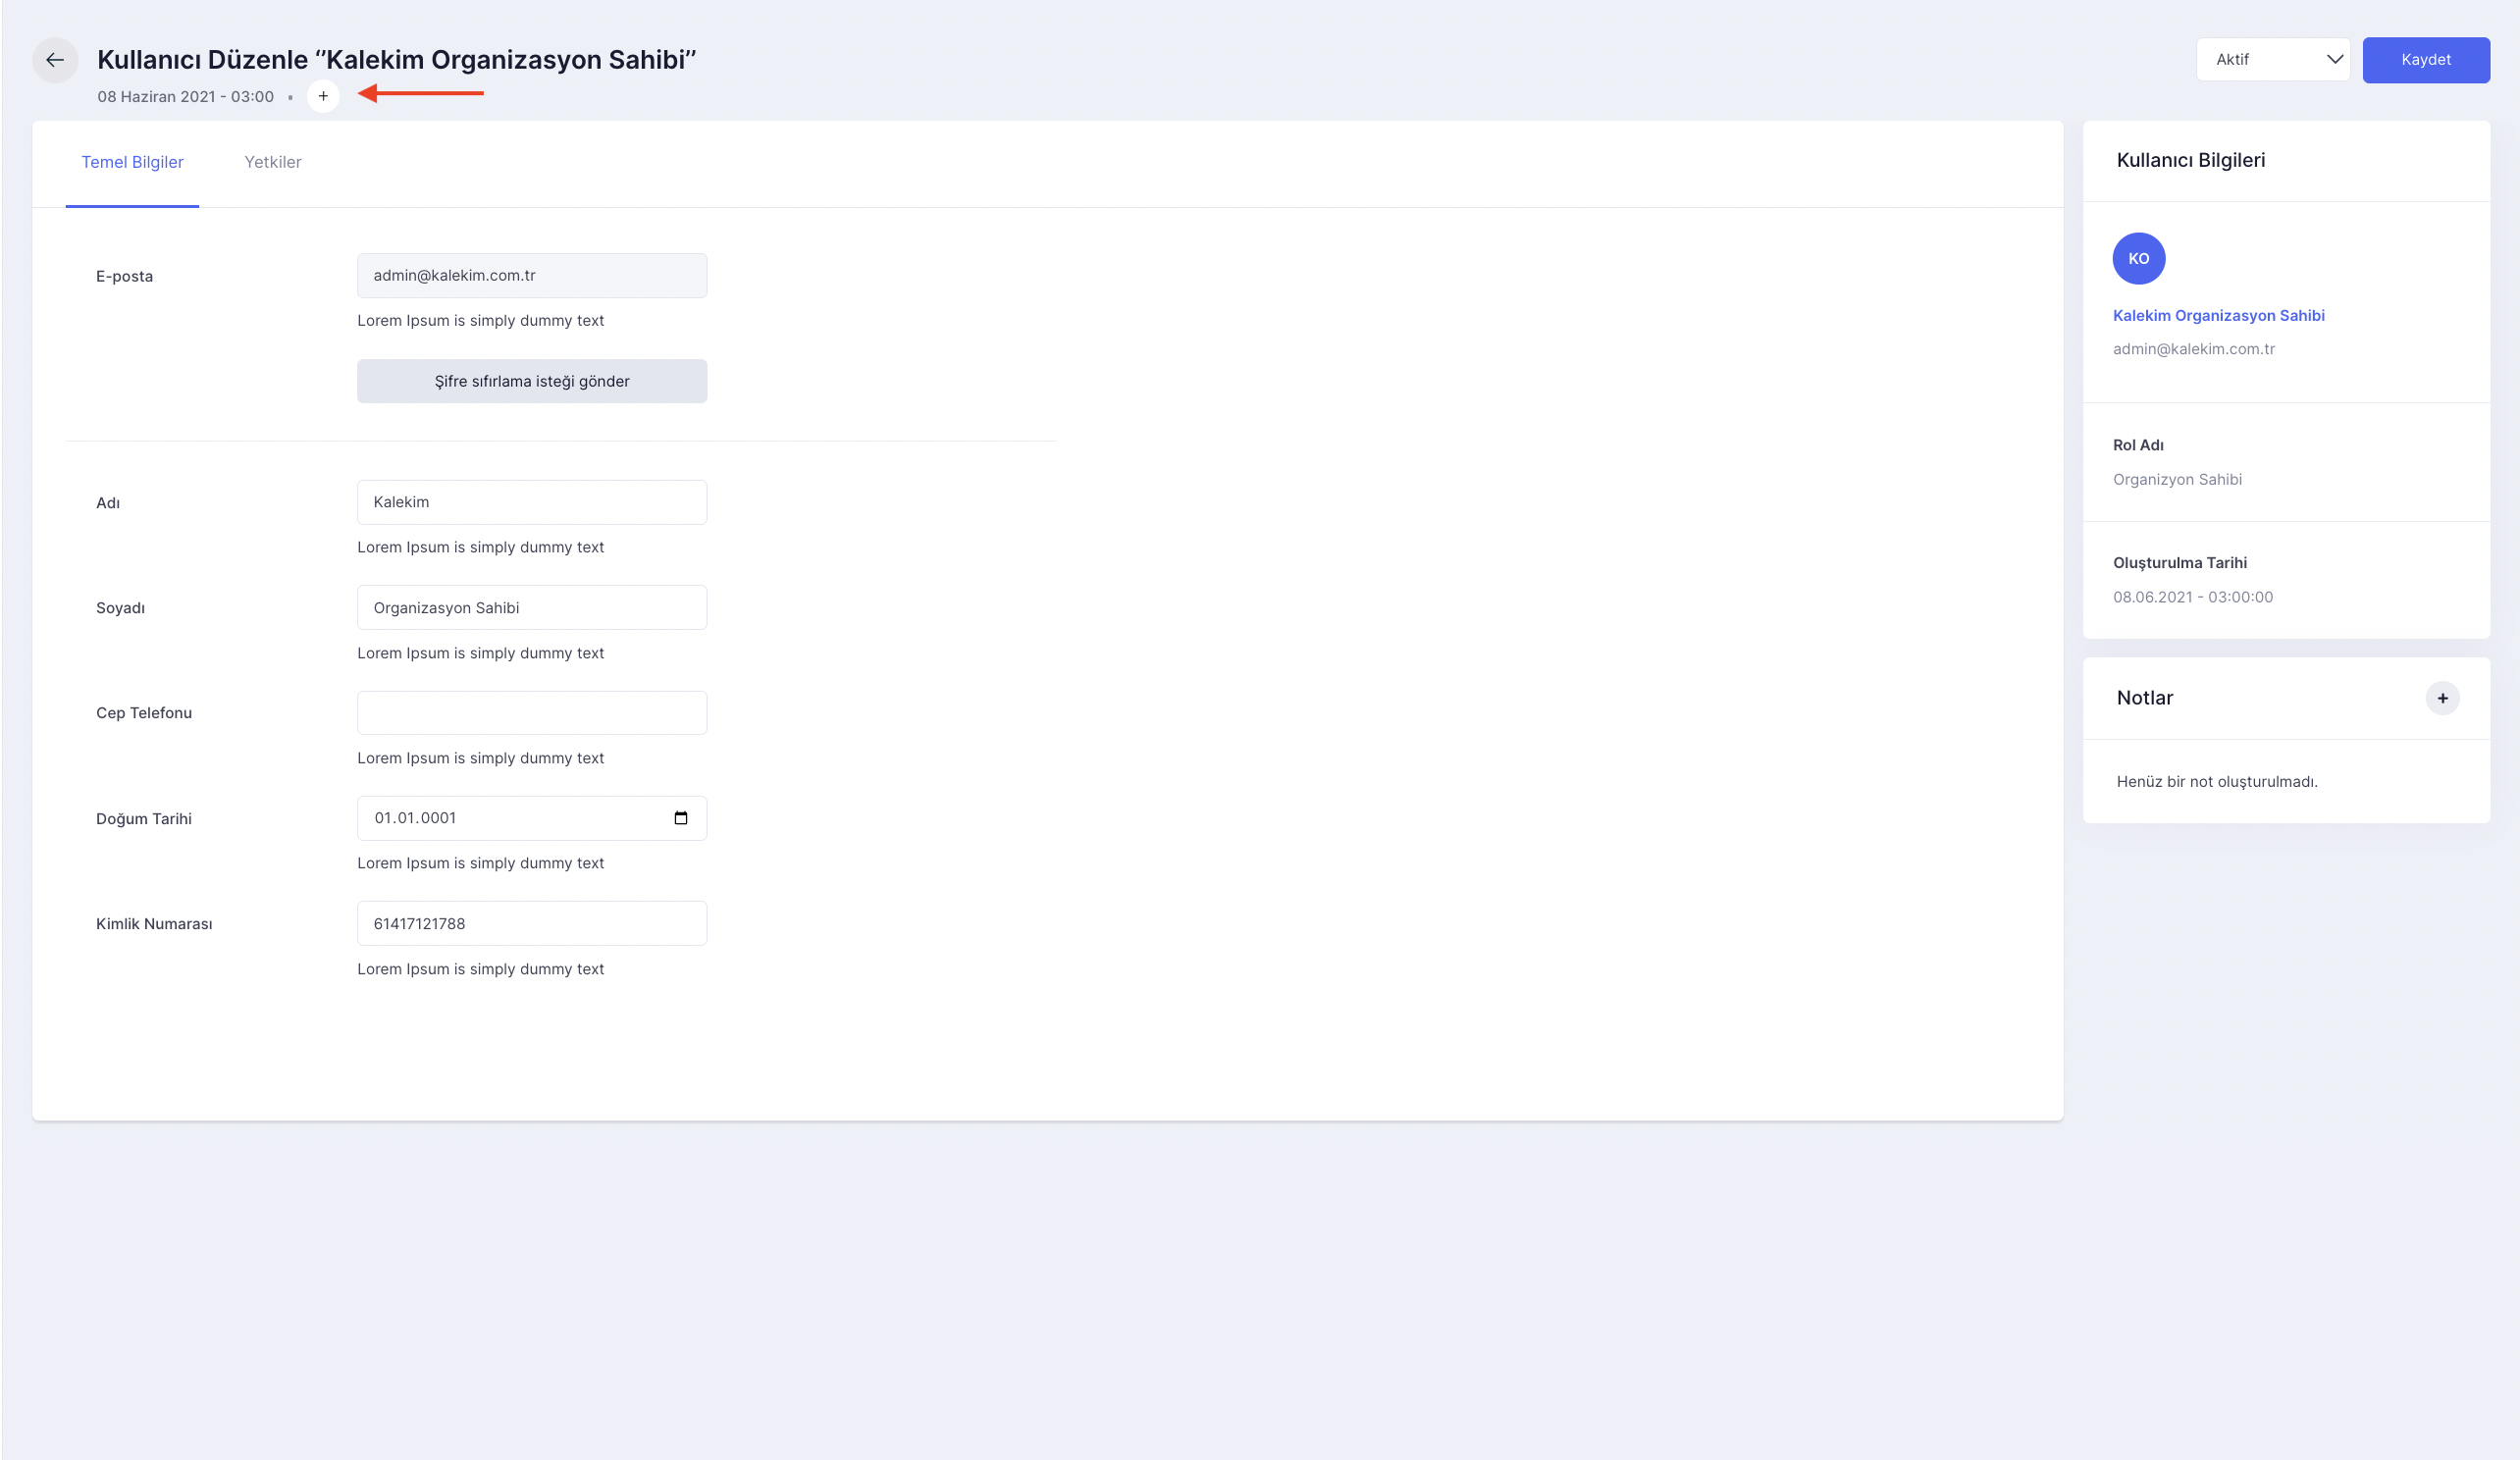 Kullanıcı Düzenle ‘’Kalekim Organizasyon Sahibi’’
08 Haziran 2021 - 03:00 • +
Aktif
Kaydet
Temel Bilgiler
Yetkiler
E-posta
admin@kalekim.com.tr
Lorem Ipsum is simply dummy text
Şifre sıfırlama isteği gönder
Adı
Kalekim
Lorem Ipsum is simply dummy text
Soyadı
Organizasyon Sahibi
Lorem Ipsum is simply dummy text
Cep Telefonu
Lorem Ipsum is simply dummy text
Doğum Tarihi
01.01.0001
Lorem Ipsum is simply dummy text
Kimlik Numarası
61417121788
Lorem Ipsum is simply dummy text
Kullanıcı Bilgileri
KO
Kalekim Organizasyon Sahibi
admin@kalekim.com.tr
Rol Adı
Organizyon Sahibi
Oluşturulma Tarihi
08.06.2021 - 03:00:00
Notlar
+
Henüz bir not oluşturulmadı.